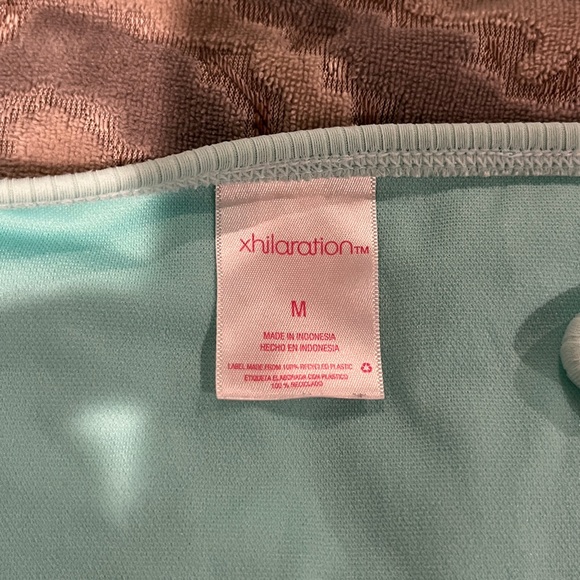 xhilaration™
M
MADE IN INDONESIA
HECHO EN INDONESIA
LABEL MADE FROM 100% RECYCLED PLASTIC
ETIQUETA ELABORADA CON PLASTICO
100 % RECICLADO